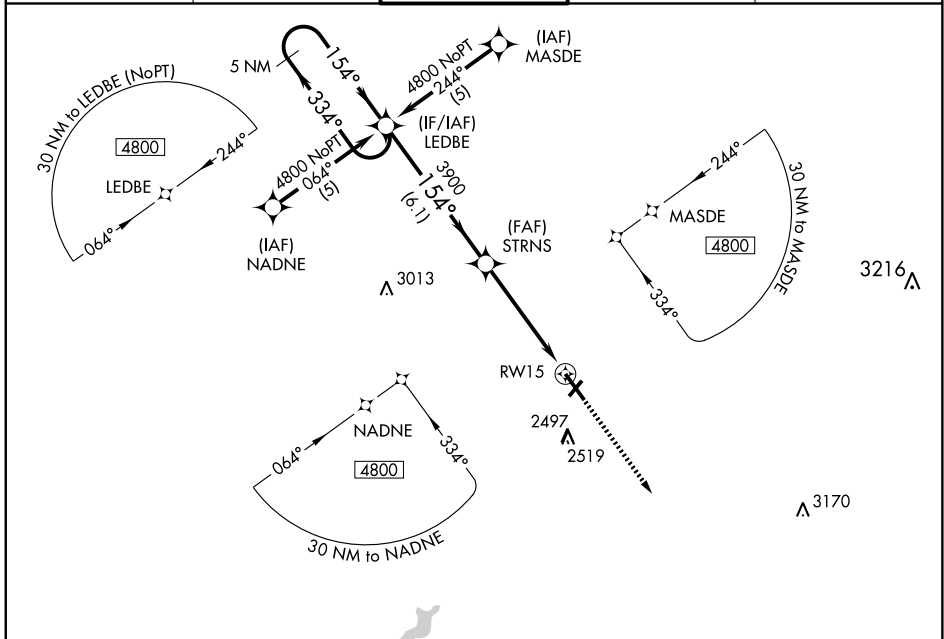 (IAF)
MASDE
4800 NoPT
244°
(5)
5 NM
154°
334°
(IF/IAF)
LEDBE
4800 NoPT
064°
(5)
(IAF)
NADNE
3900
154°
(6.1)
(FAF)
STRNS
30 NM to LEDBE (NoPT)
4800
244°
LEDBE
064°
244°
MASDE
4800
334°
30 NM to MASDE
3216
3013
RW15
2497
2519
NADNE
064°
334°
4800
30 NM to NADNE
3170